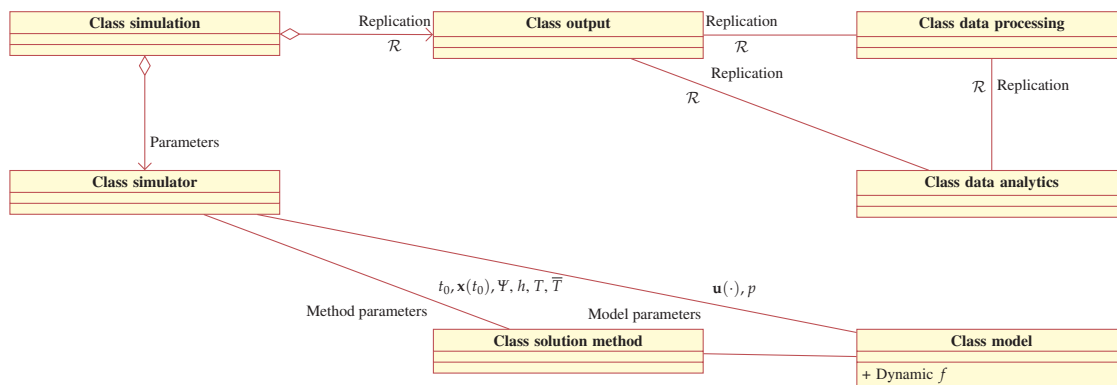 Class simulation
Replication
ℛ
Class output
Replication
ℛ
Class data processing
Replication
ℛ
ℛ Replication
Parameters
Class simulator
Class data analytics
t₀, x(t₀), Ψ, h, T, T̅
Method parameters
u(·), p
Model parameters
Class solution method
Class model
+ Dynamic f